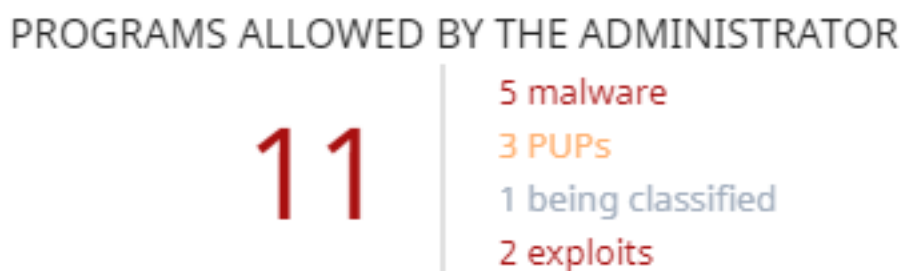 PROGRAMS ALLOWED BY THE ADMINISTRATOR
11
5 malware
3 PUPs
1 being classified
2 exploits